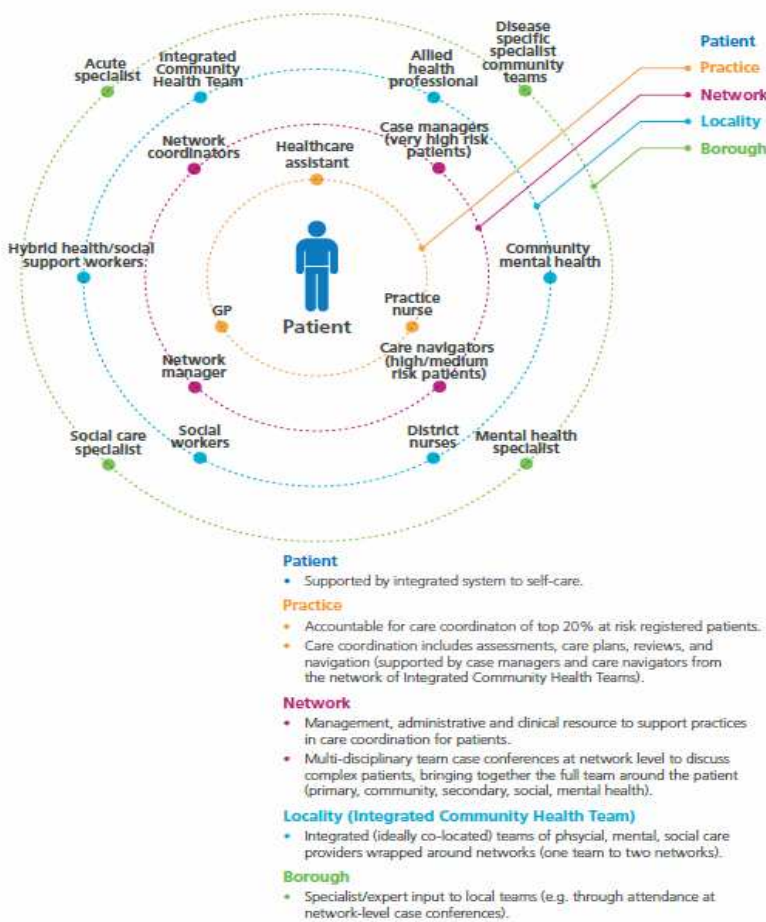 Disease
specific
specialist
community
teams
Acute
specialist
Integrated
Community
Health Team
Allied
health
professional
Patient
Practice
Network
Locality
Borough
Network
coordinators
Healthcare
assistant
Case managers
(very high risk
patients)
Hybrid health/social
support workers
Community
mental health
GP
Patient
Practice
nurse
Network
manager
Care navigators
(high/medium
risk patients)
Social care
specialist
Social
workers
District
nurses
Mental health
specialist
Patient
• Supported by integrated system to self-care.
Practice
• Accountable for care coordinaton of top 20% at risk registered patients.
• Care coordination includes assessments, care plans, reviews, and
navigation (supported by case managers and care navigators from
the network of Integrated Community Health Teams).
Network
• Management, administrative and clinical resource to support practices
in care coordination for patients.
• Multi-disciplinary team case conferences at network level to discuss
complex patients, bringing together the full team around the patient
(primary, community, secondary, social, mental health).
Locality (Integrated Community Health Team)
• Integrated (ideally co-located) teams of phsycial, mental, social care
providers wrapped around networks (one team to two networks).
Borough
• Specialist/expert input to local teams (e.g. through attendance at
network-level case conferences).